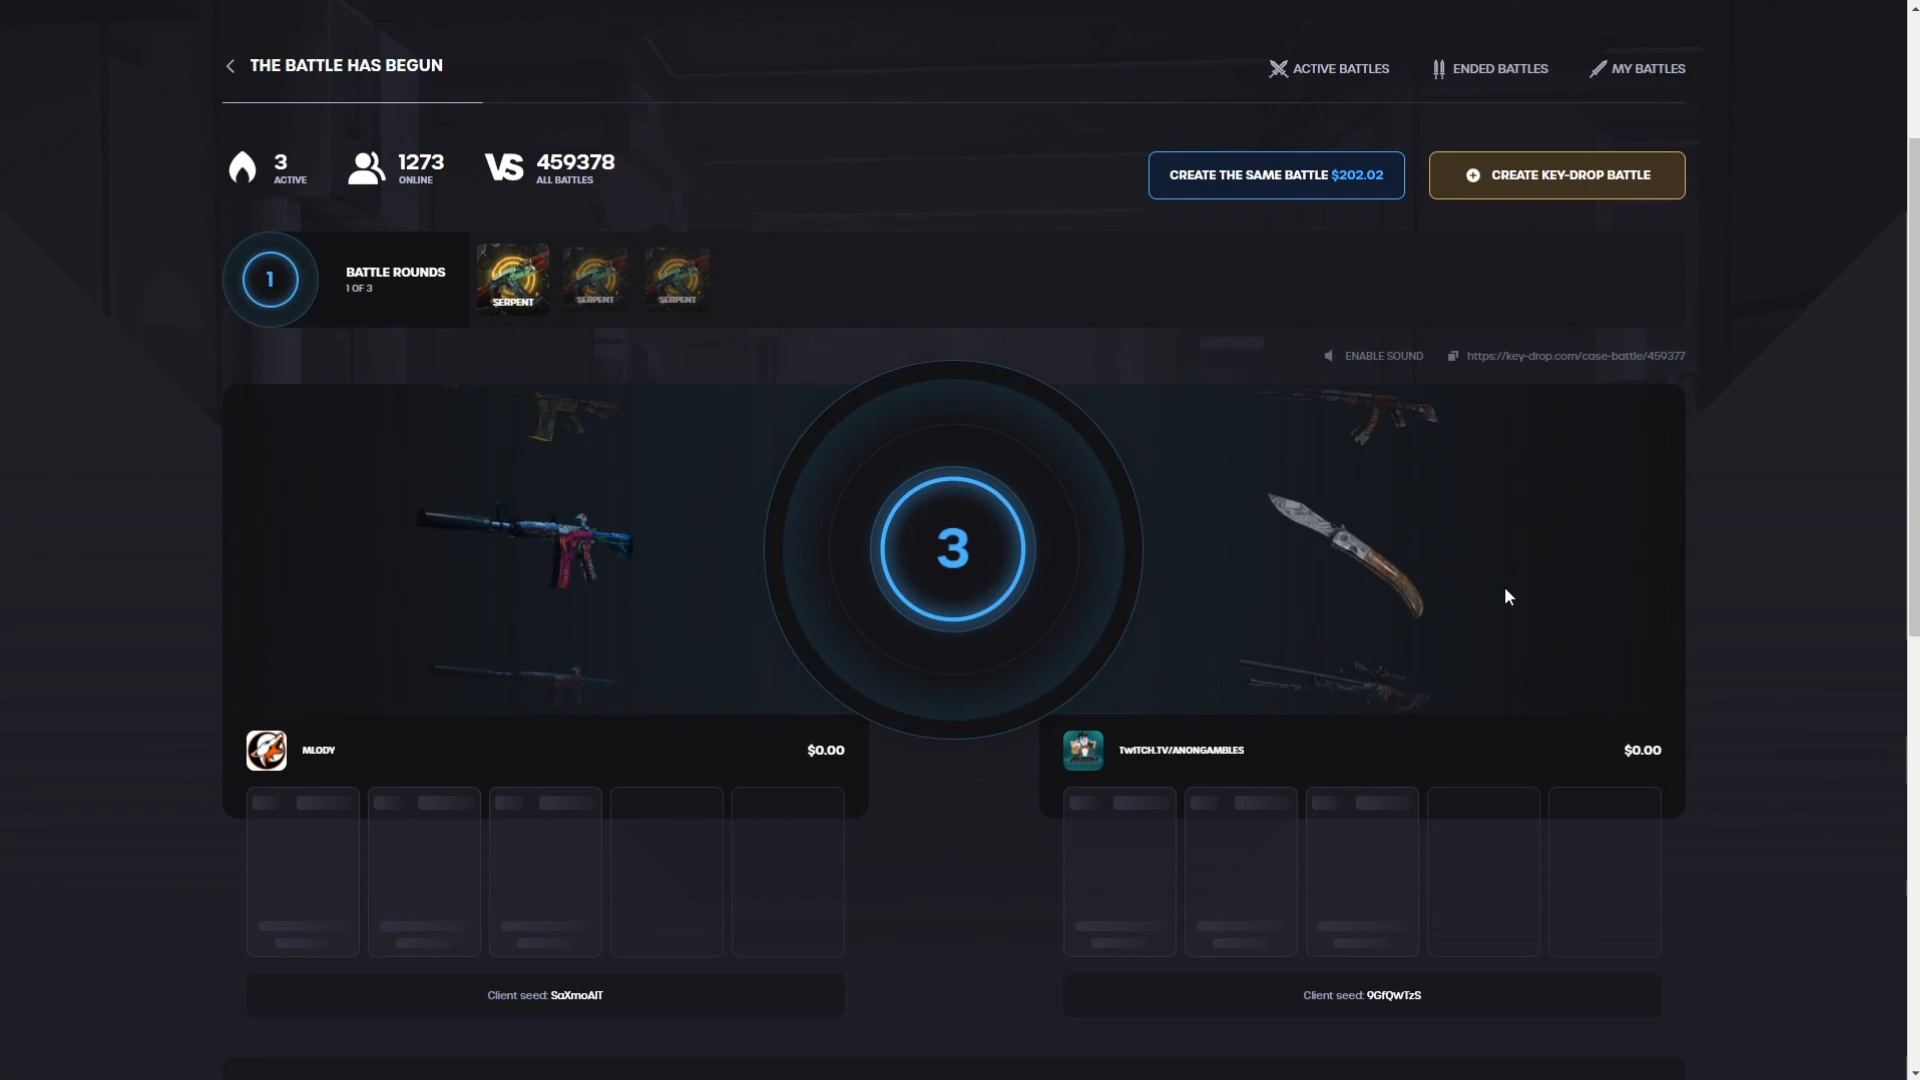 THE BATTLE HAS BEGUN
ACTIVE BATTLES
ENDED BATTLES
MY BATTLES
3
ACTIVE
1273
ONLINE
VS
459378
ALL BATTLES
CREATE THE SAME BATTLE $202.02
CREATE KEY-DROP BATTLE
1
BATTLE ROUNDS
1 OF 3
SERPENT
SERPENT
SERPENT
ENABLE SOUND
https://key-drop.com/case-battle/459377
3
MLODY
$0.00
TWITCH.TV/ANONGAMBLES
$0.00
Client seed: SaXmoAlT
Client seed: 9GfQWTzS